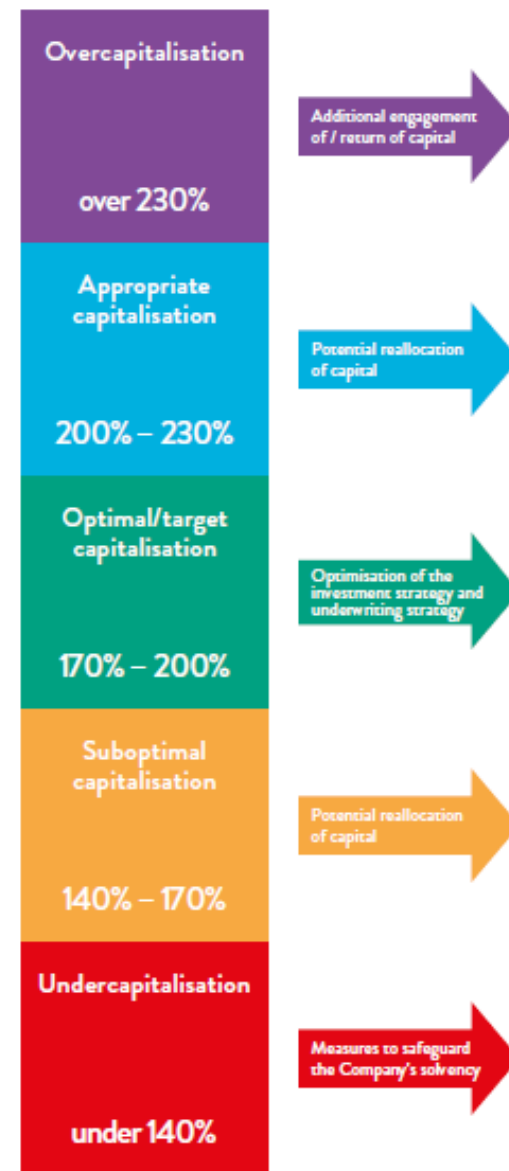 Overcapitalisation
over 230%
Additional engagement
of / return of capital
Appropriate
capitalisation
200% – 230%
Potential reallocation
of capital
Optimal/target
capitalisation
170% – 200%
Optimisation of the
investment strategy and
underwriting strategy
Suboptimal
capitalisation
140% – 170%
Potential reallocation
of capital
Undercapitalisation
under 140%
Measures to safeguard
the Company's solvency